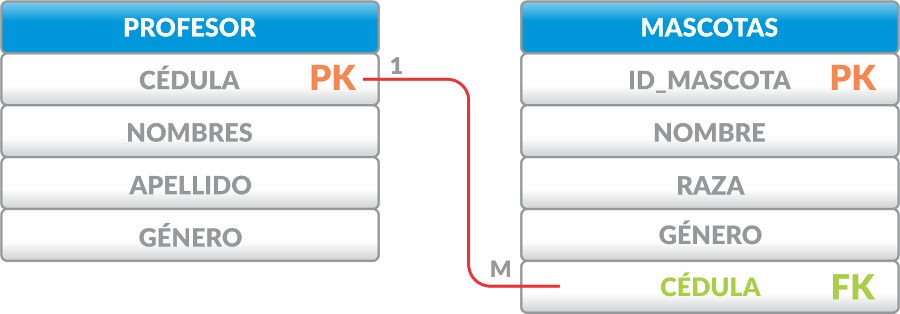 PROFESOR
CÉDULA PK
NOMBRES
APELLIDO
GÉNERO
1
M
MASCOTAS
ID_MASCOTA PK
NOMBRE
RAZA
GÉNERO
CÉDULA FK